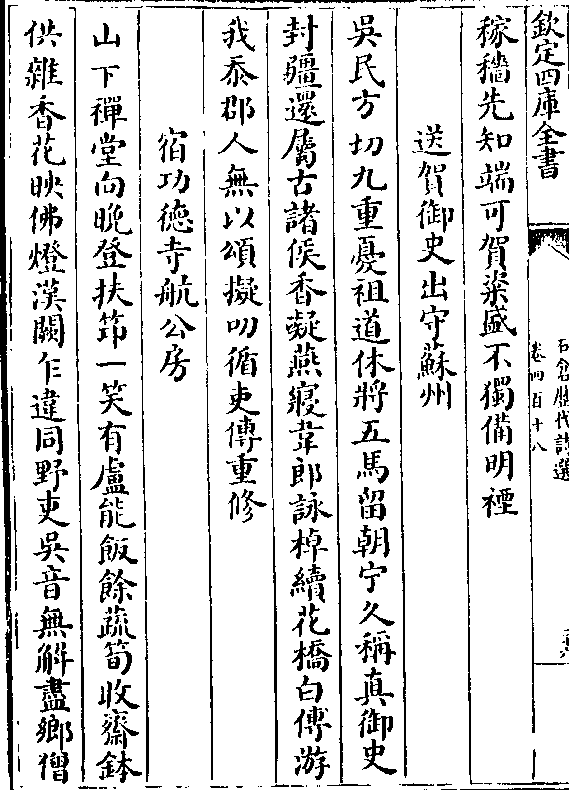 欽定四庫全書
石倉歴代詩選
卷四百十八
稼穡先知端可賀粢盛不獨備明禋
送賀御史出守蘇州
吳民方切九重憂祖道休將五馬留朝宁久稱真御史
封疆還屬古諸侯香凝燕寢韋郎詠棹續花橋白傅游
我忝郡人無以頌擬叨循吏傳重修
宿功德寺航公房
山下禪堂向晩登扶筇一笑有盧能飯餘蔬筍收齋鉢
供雜香花映佛燈漢闕乍違同野吏吳音無解盡鄉僧